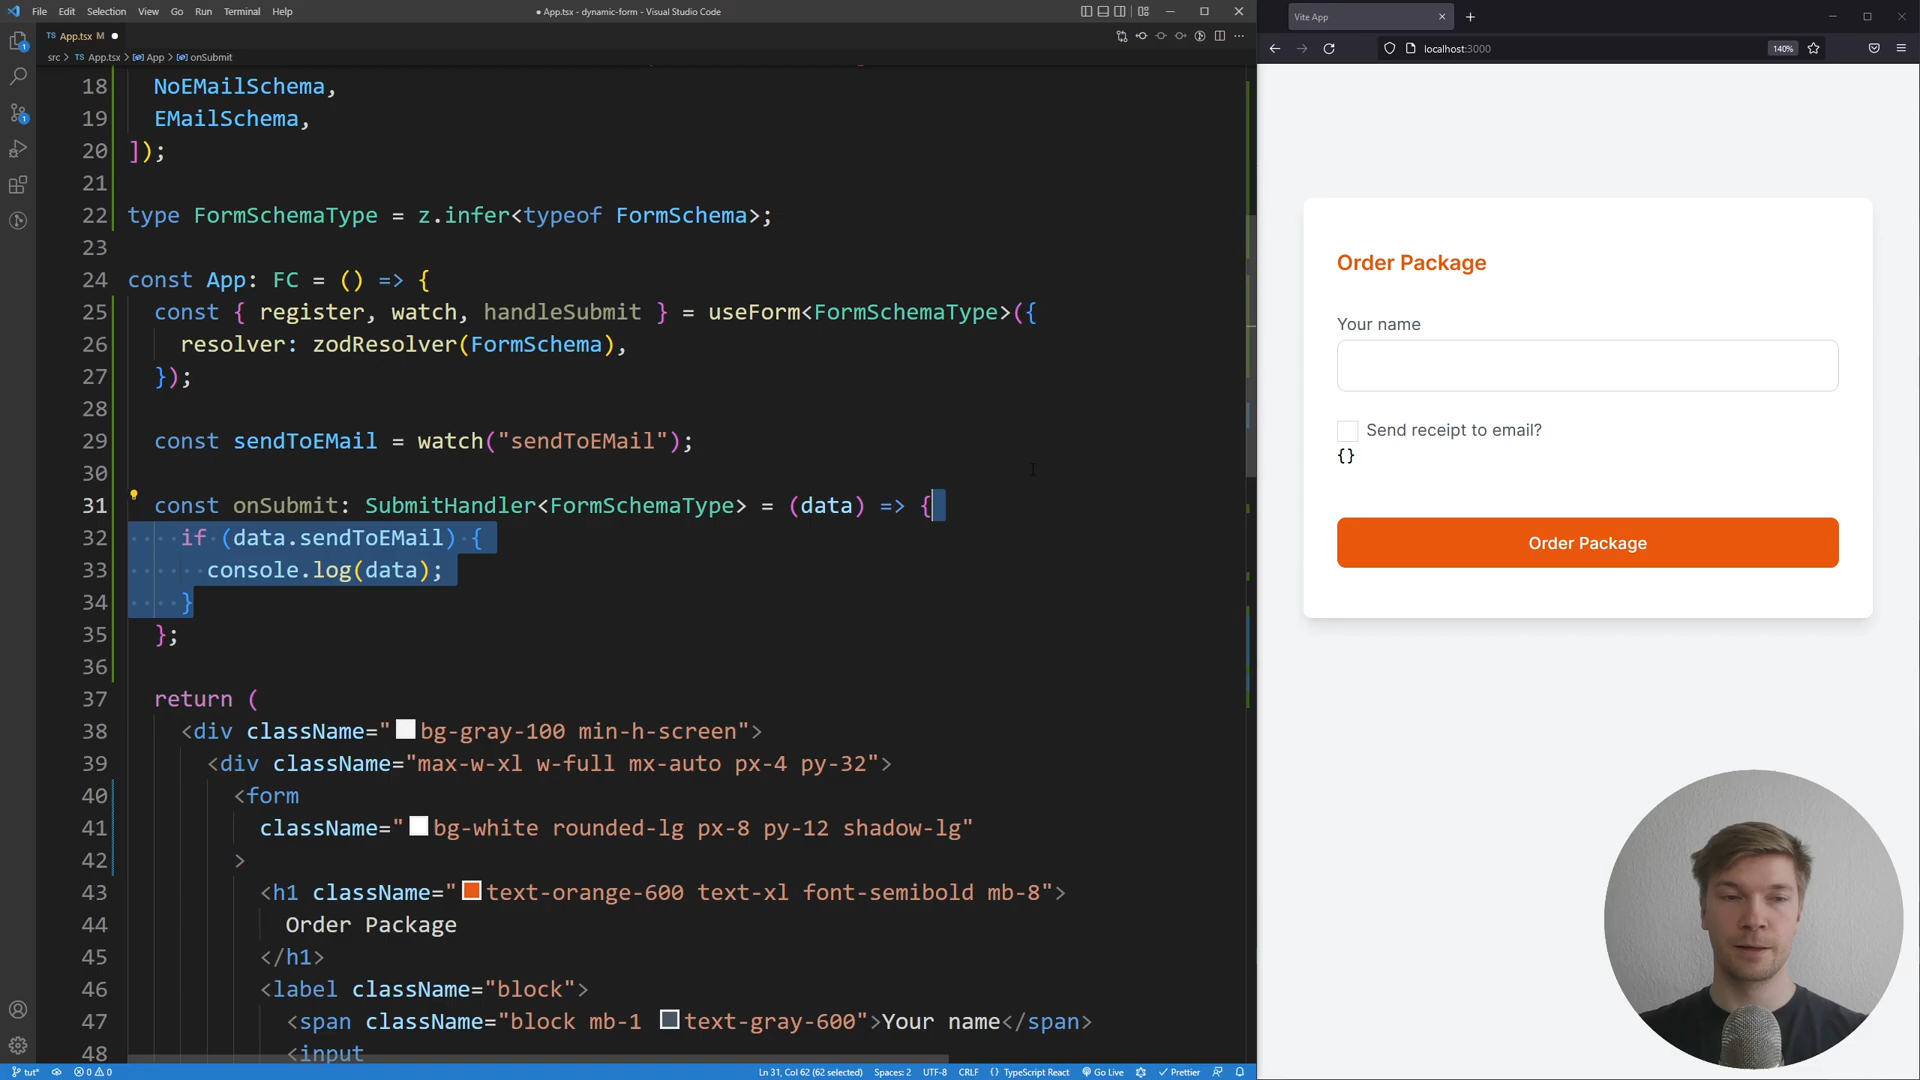 File Edit Selection View Go Run Terminal Help
● App.tsx - dynamic-form - Visual Studio Code
TS App.tsx M ●
src > TS App.tsx > App > onSubmit
18 NoEMailSchema,
19 EMailSchema,
20 ]);
21
22 type FormSchemaType = z.infer<typeof FormSchema>;
23
24 const App: FC = () => {
25 const { register, watch, handleSubmit } = useForm<FormSchemaType>({
26 resolver: zodResolver(FormSchema),
27 });
28
29 const sendToEMail = watch("sendToEMail");
30
31 const onSubmit: SubmitHandler<FormSchemaType> = (data) => {
32 if (data.sendToEMail) {
33 console.log(data);
34 }
35 };
36
37 return (
38 <div className="bg-gray-100 min-h-screen">
39 <div className="max-w-xl w-full mx-auto px-4 py-32">
40 <form
41 className="bg-white rounded-lg px-8 py-12 shadow-lg"
42 >
43 <h1 className="text-orange-600 text-xl font-semibold mb-8">
44 Order Package
45 </h1>
46 <label className="block">
47 <span className="block mb-1 text-gray-600">Your name</span>
48 <input
1
1
tut* 0 0
Ln 31, Col 62 (62 selected) Spaces: 2 UTF-8 CRLF {} TypeScript React Go Live Prettier
Vite App
localhost:3000 140%
Order Package
Your name
Send receipt to email?
{}
Order Package